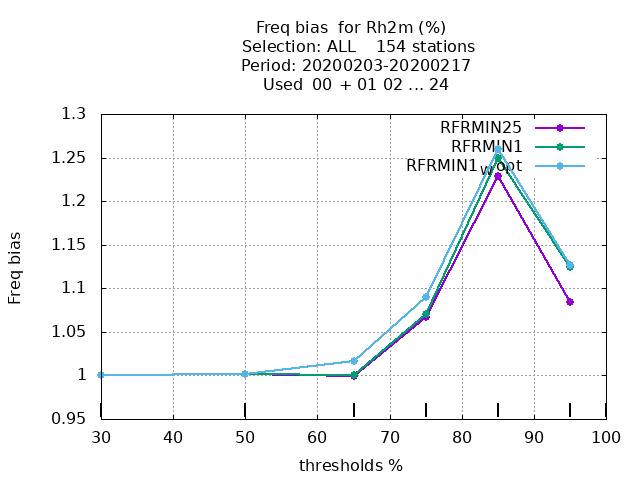 Freq bias  for Rh2m (%)
Selection: ALL    154 stations
Period: 20200203-20200217
Used  00 + 01 02 ... 24
1.3
1.25
1.2
1.15
1.1
1.05
1
0.95
Freq bias
RFRMIN25
RFRMIN1
RFRMIN1wopt
30 40 50 60 70 80 90 100
thresholds %